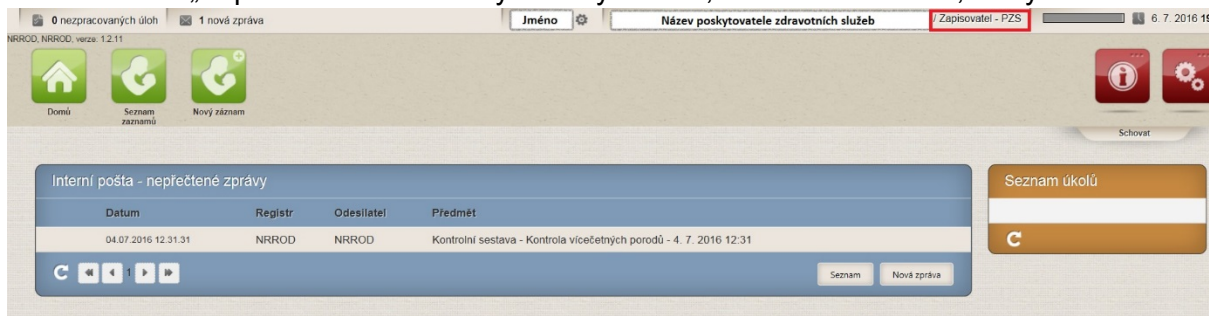 0 nezpracovaných úloh 1 nová zpráva Jméno Název poskytovatele zdravotních služeb / Zapisovatel - PZS 6. 7. 2016 19
NRROD, NRROD, verze: 1.2.11
Domů Seznam zaznamů Nový záznam
Schovat
Interní pošta - nepřečtené zprávy
Datum Registr Odesilatel Předmět
04.07.2016 12.31.31 NRROD NRROD Kontrolní sestava - Kontrola vícečetných porodů - 4. 7. 2016 12:31
1
Seznam Nová zpráva
Seznam úkolů